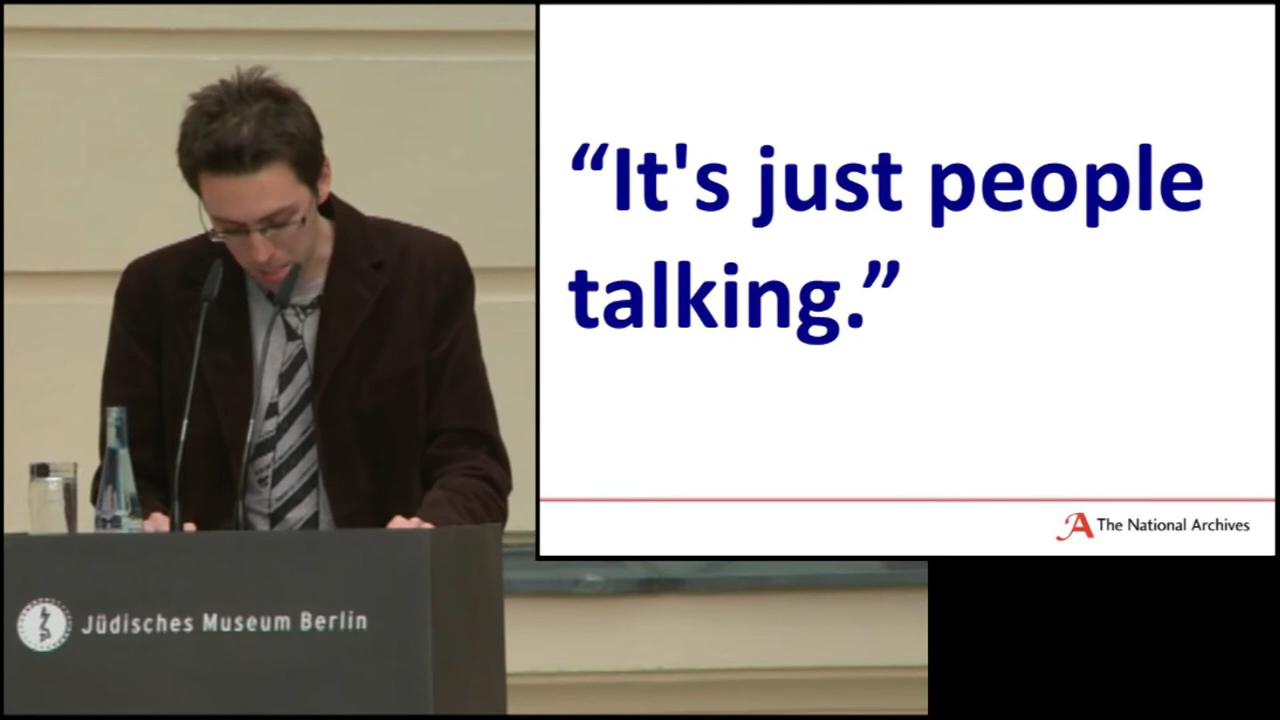 “It's just people
talking.”
The National Archives
Jüdisches Museum Berlin